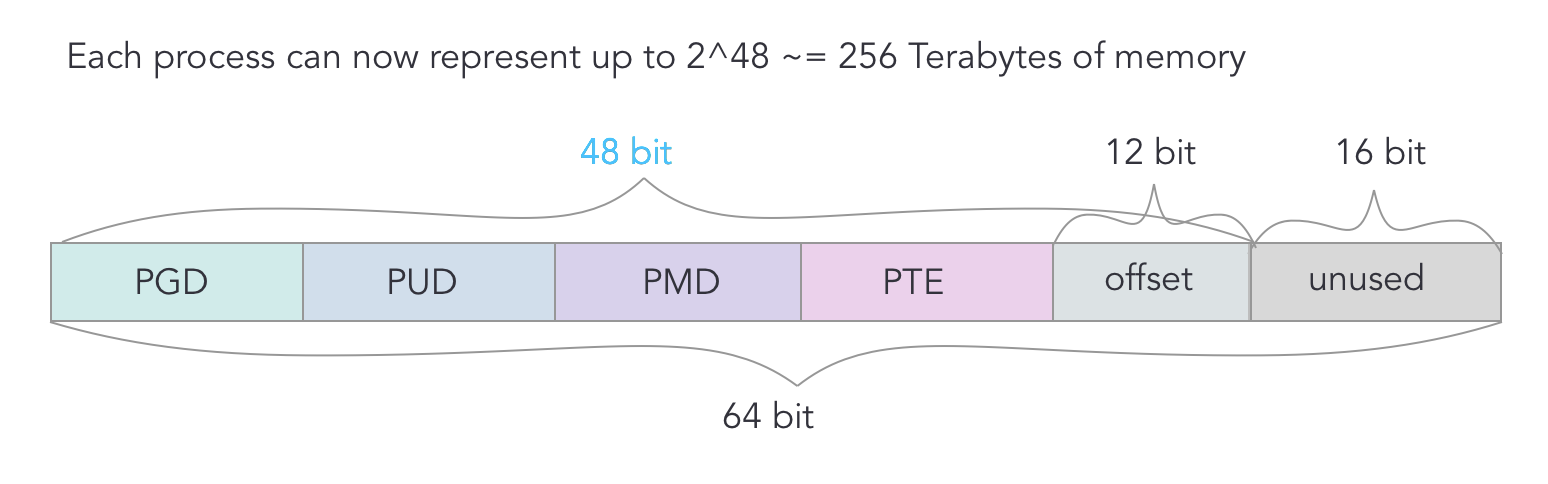 Each process can now represent up to 2^48 ~= 256 Terabytes of memory
48 bit 12 bit 16 bit
PGD PUD PMD PTE offset unused
64 bit